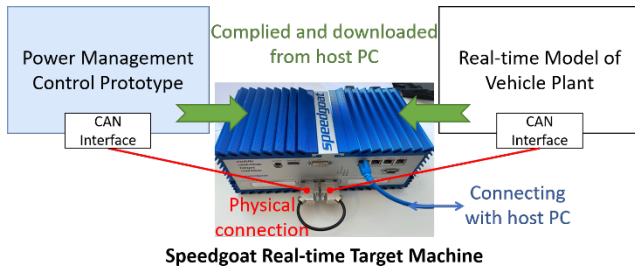 Power Management
Control Prototype
CAN
Interface
Complied and downloaded
from host PC
Real-time Model of
Vehicle Plant
CAN
Interface
speedgoat
Physical
connection
Connecting
with host PC
Speedgoat Real-time Target Machine